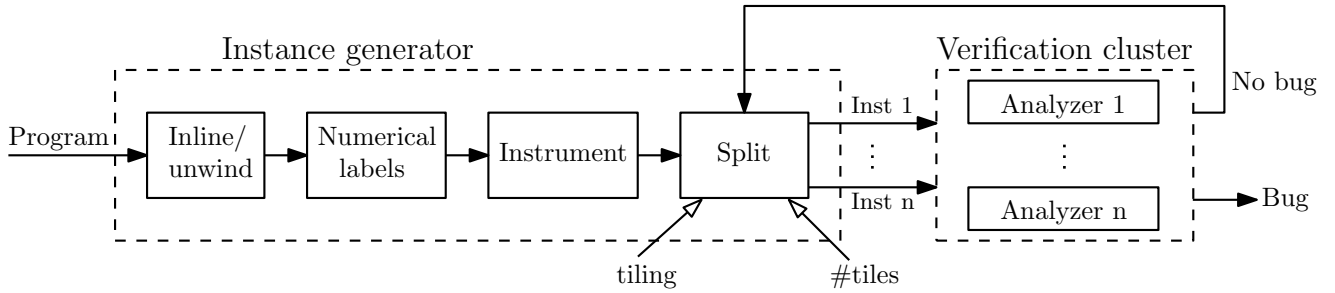 Instance generator
Verification cluster
No bug
Program
Inline/
unwind
Numerical
labels
Instrument
Split
Inst 1
⋮
Inst n
Analyzer 1
⋮
Analyzer n
Bug
tiling
#tiles